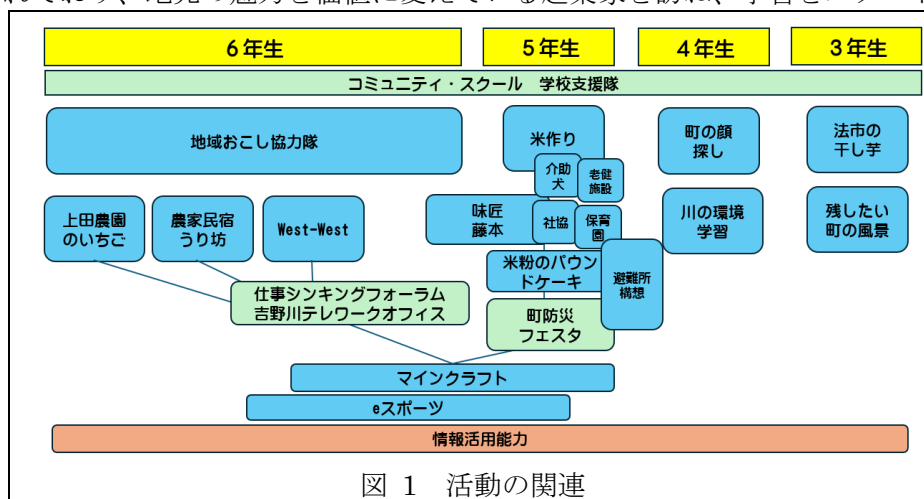 6年生
5年生
4年生
3年生
コミュニティ・スクール 学校支援隊
地域おこし協力隊
米作り
町の顔
探し
法市の
干し芋
介助
犬
老健
施設
上田農園
のいちご
農家民宿
うり坊
West-West
味匠
藤本
社協
保育
園
川の環境
学習
残したい
町の風景
米粉のパウン
ドケーキ
避難所
構想
仕事シンキングフォーラム
吉野川テレワークオフィス
町防災
フェスタ
マインクラフト
eスポーツ
情報活用能力
図 1 活動の関連